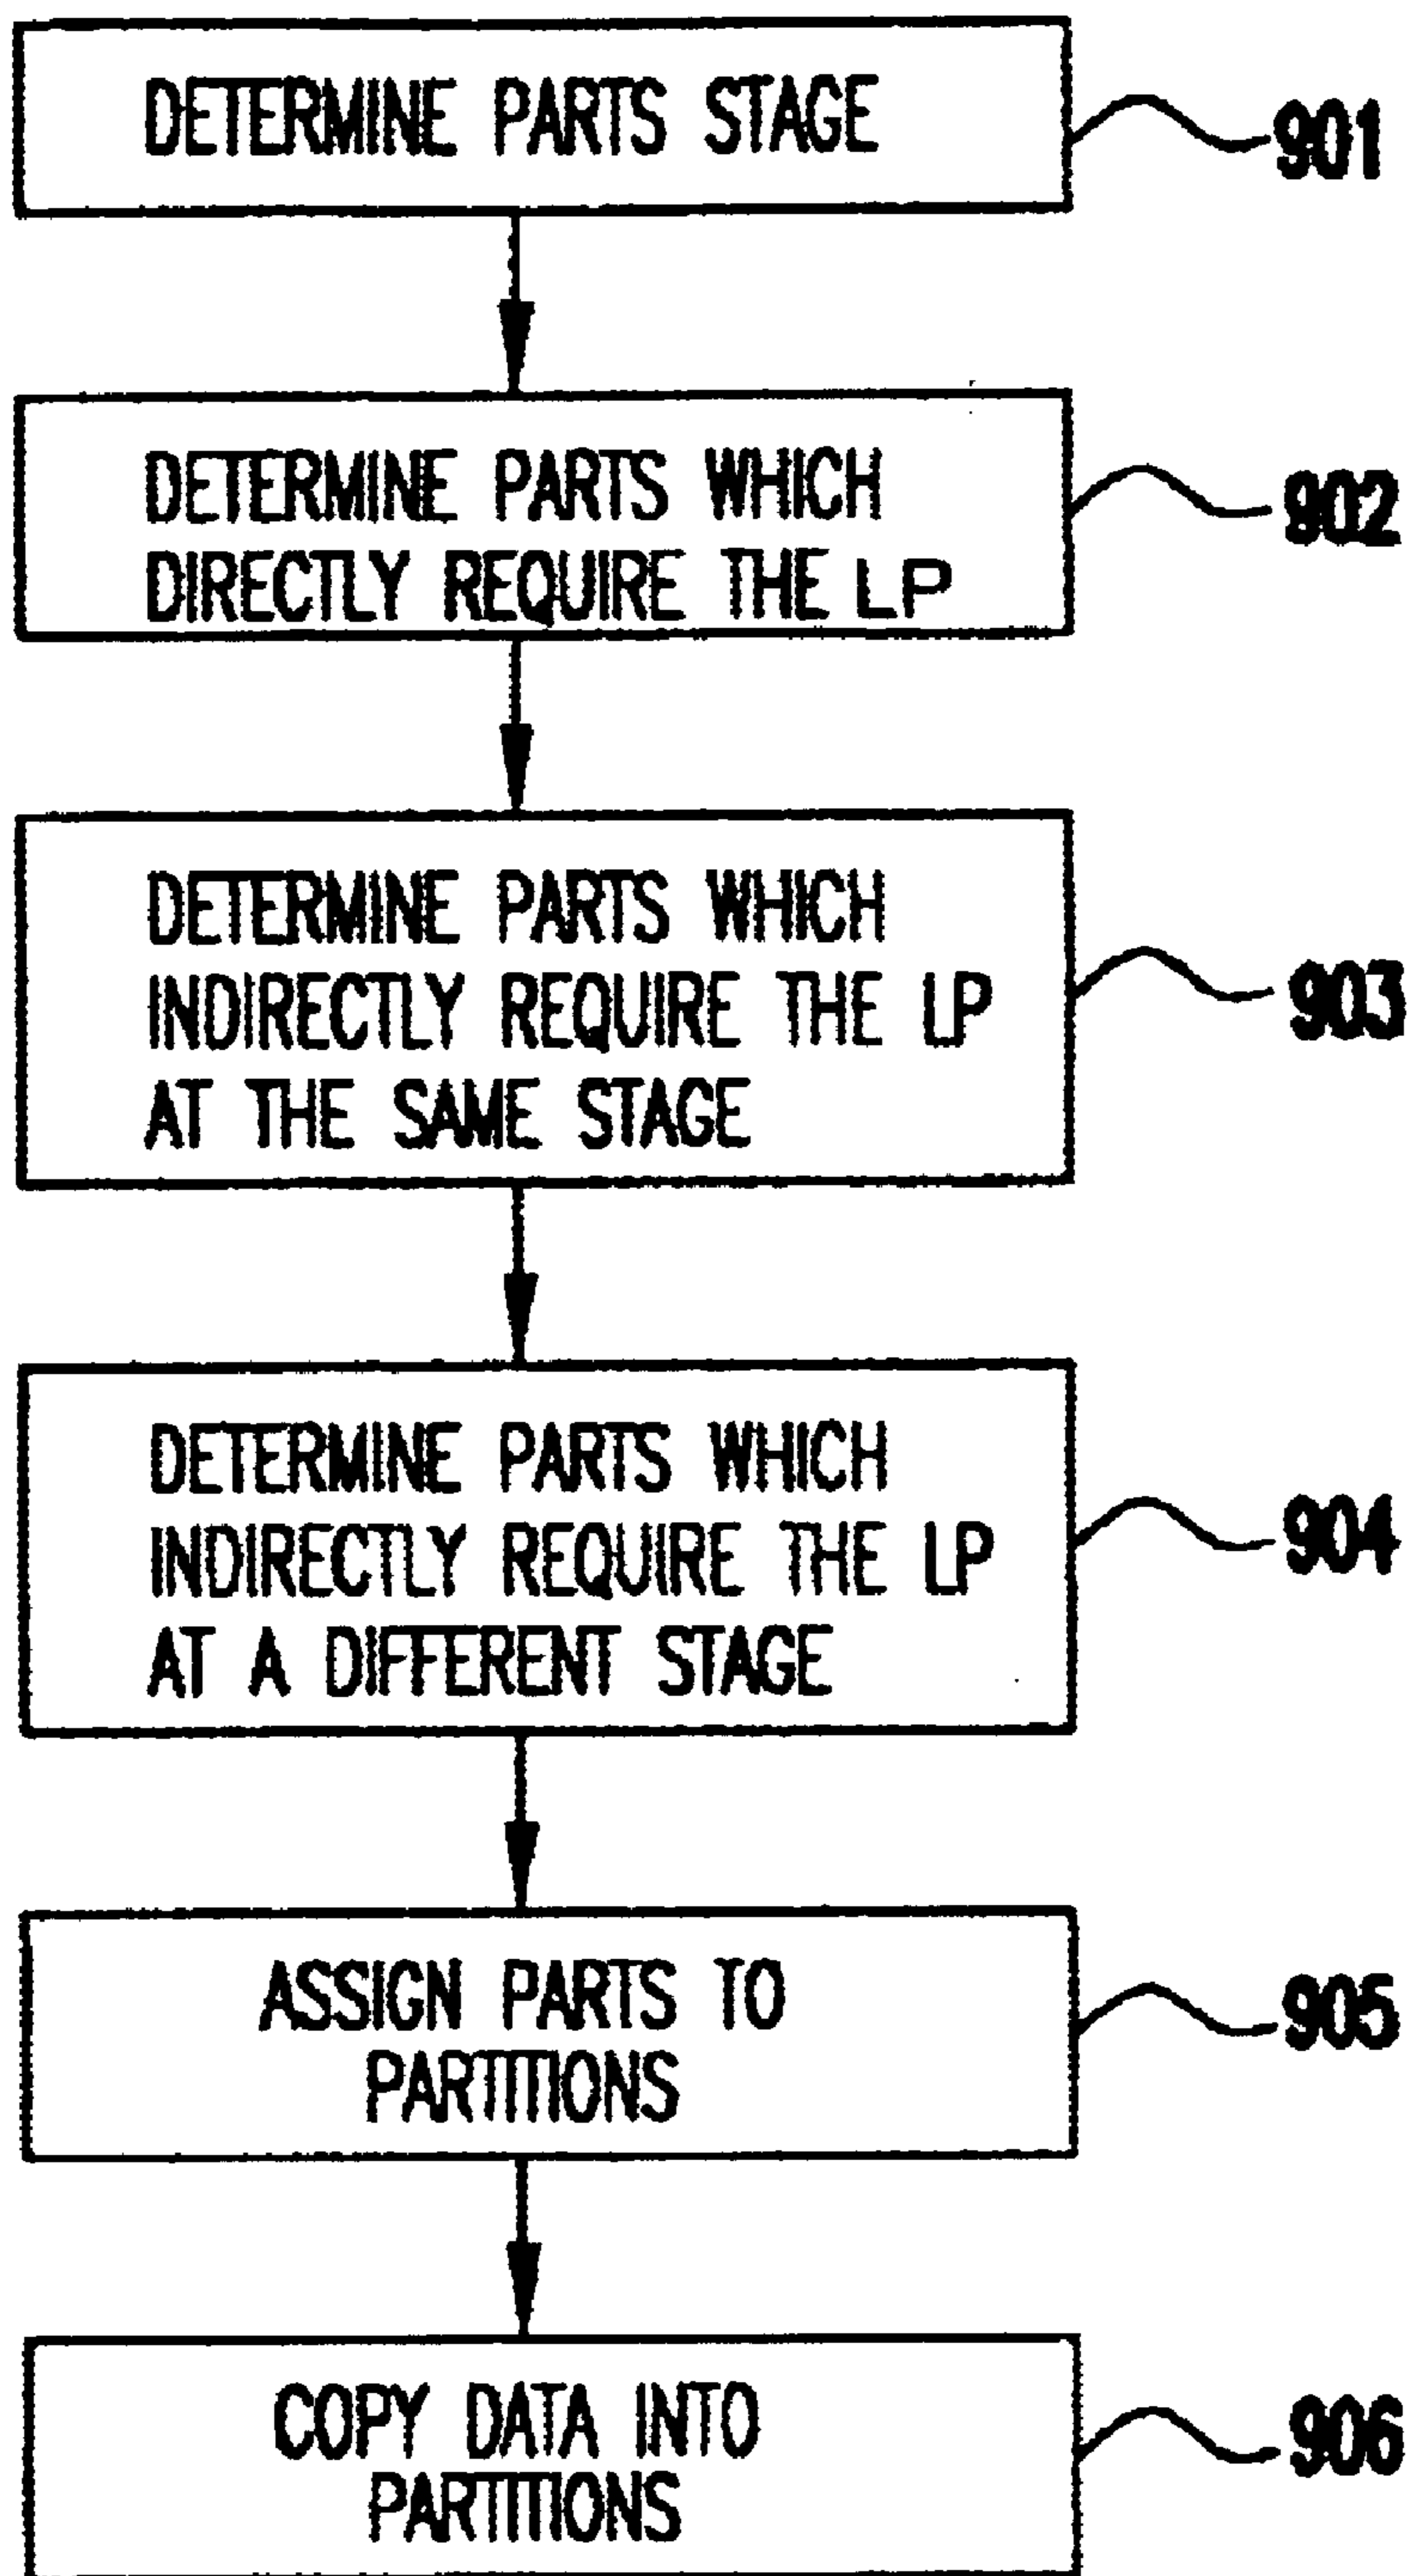 DETERMINE PARTS STAGE
901
DETERMINE PARTS WHICH
DIRECTLY REQUIRE THE LP
902
DETERMINE PARTS WHICH
INDIRECTLY REQUIRE THE LP
AT THE SAME STAGE
903
DETERMINE PARTS WHICH
INDIRECTLY REQUIRE THE LP
AT A DIFFERENT STAGE
904
ASSIGN PARTS TO
PARTITIONS
905
COPY DATA INTO
PARTITIONS
906